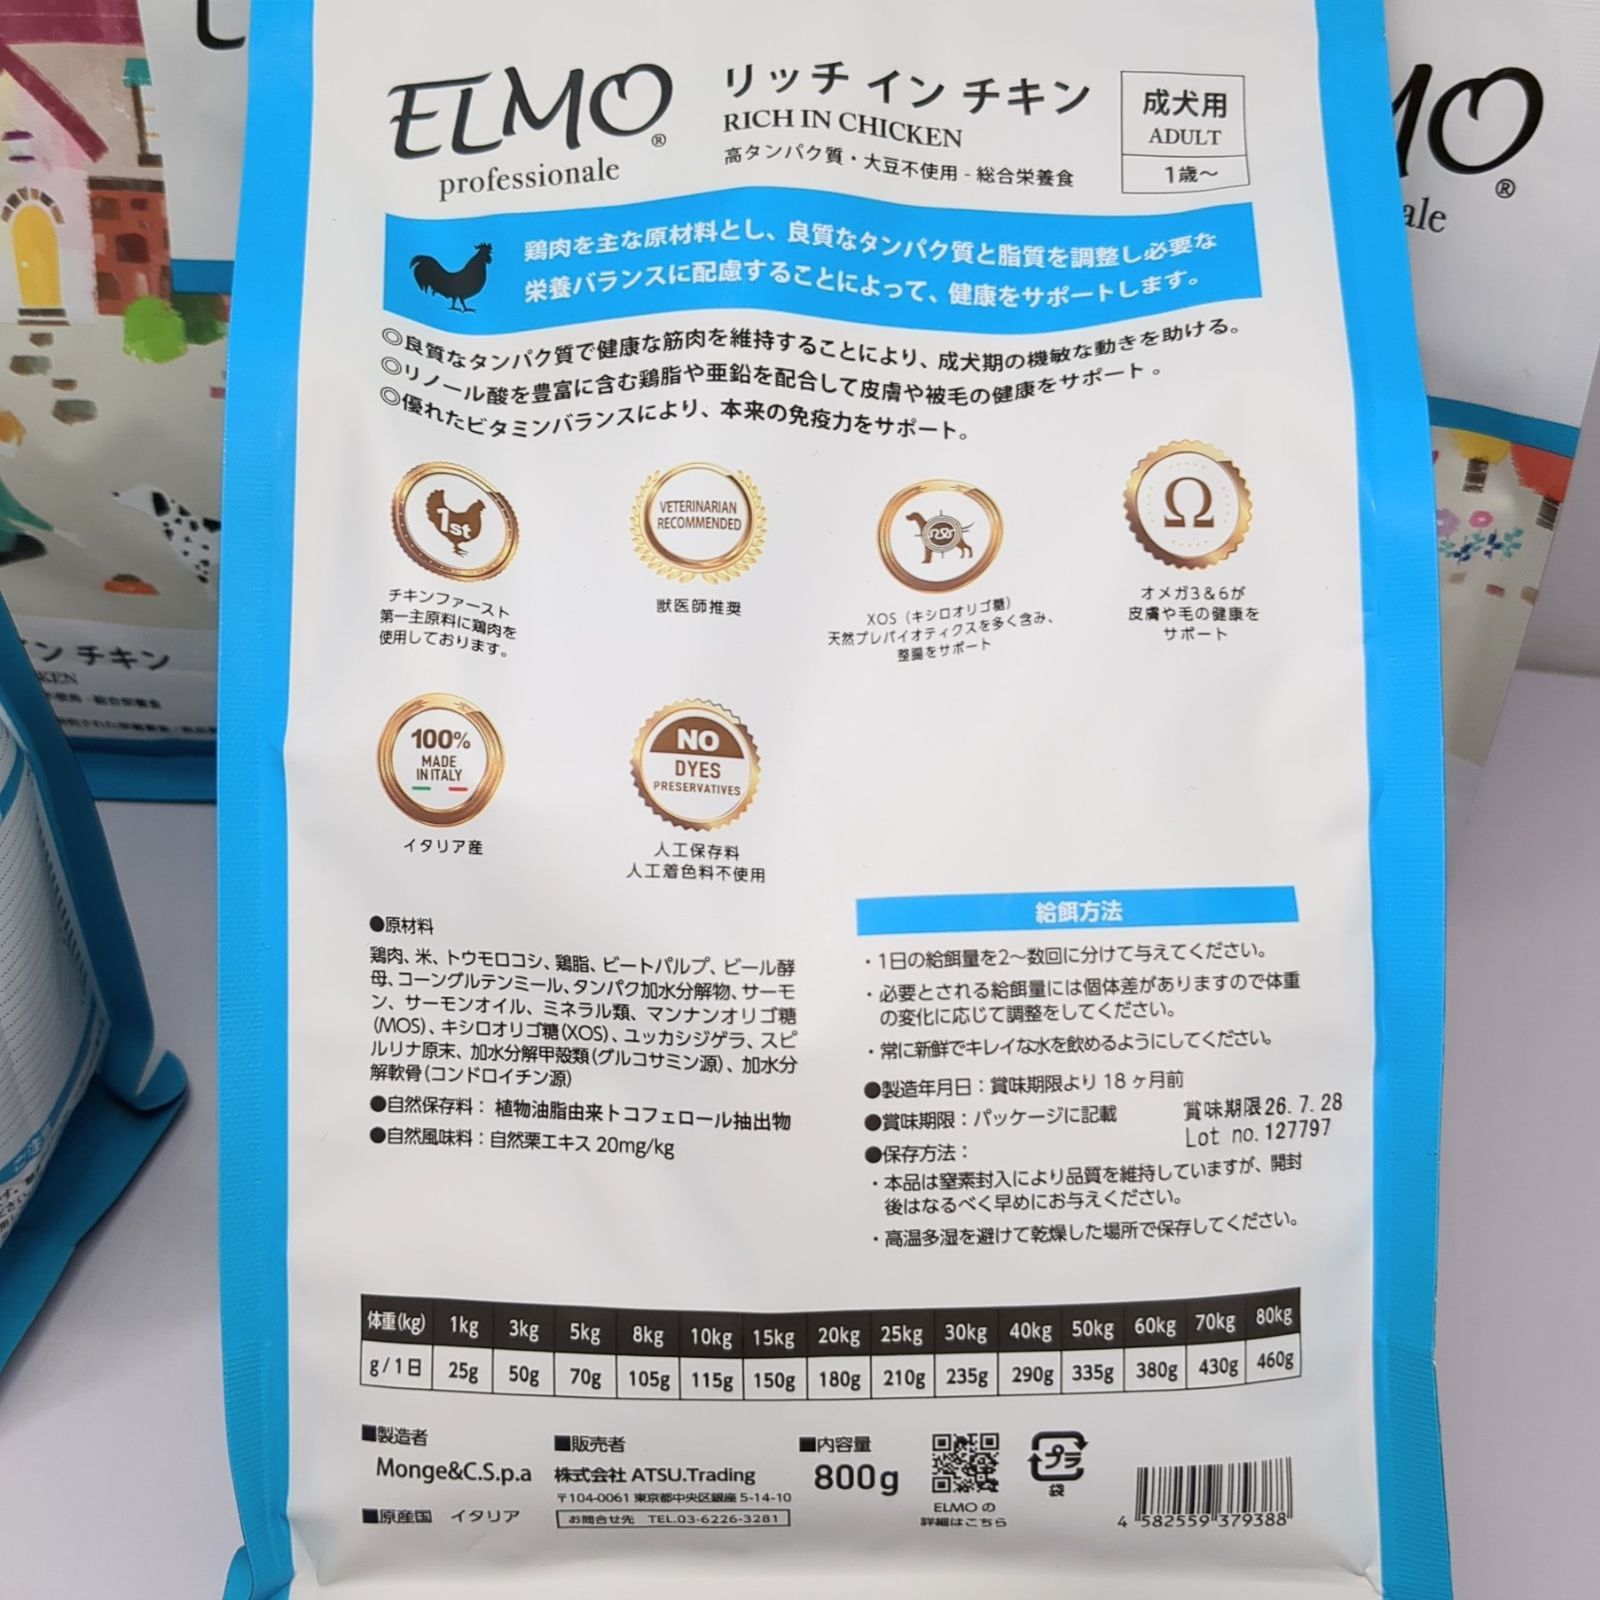 ELMO®
professionale
リッチ イン チキン
RICH IN CHICKEN
高タンパク質・大豆不使用 - 総合栄養食
成犬用
ADULT
1歳〜
鶏肉を主な原材料とし、良質なタンパク質と脂質を調整し必要な
栄養バランスに配慮することによって、健康をサポートします。
◎良質なタンパク質で健康な筋肉を維持することにより、成犬期の機敏な動きを助ける。
◎リノール酸を豊富に含む鶏脂や亜鉛を配合して皮膚や被毛の健康をサポート。
◎優れたビタミンバランスにより、本来の免疫力をサポート。
1st
チキンファースト
第一主原料に鶏肉を
使用しております。
VETERINARIAN
RECOMMENDED
獣医師推奨
XOS（キシロオリゴ糖）
天然プレバイオティクスを多く含み、
整腸をサポート
Ω
オメガ3＆6が
皮膚や毛の健康を
サポート
100%
MADE
IN ITALY
イタリア産
NO
DYES
PRESERVATIVES
人工保存料
人工着色料不使用
●原材料
鶏肉、米、トウモロコシ、鶏脂、ビートパルプ、ビール酵
母、コーングルテンミール、タンパク加水分解物、サーモ
ン、サーモンオイル、ミネラル類、マンナンオリゴ糖
(MOS)、キシロオリゴ糖(XOS)、ユッカシジゲラ、スピ
ルリナ原末、加水分解甲殻類(グルコサミン源)、加水分
解軟骨(コンドロイチン源)
●自然保存料：植物油脂由来トコフェロール抽出物
●自然風味料：自然栗エキス 20mg/kg
給餌方法
・1日の給餌量を2〜数回に分けて与えてください。
・必要とされる給餌量には個体差がありますので体重
の変化に応じて調整をしてください。
・常に新鮮でキレイな水を飲めるようにしてください。
●製造年月日：賞味期限より 18 ヶ月前
●賞味期限：パッケージに記載
賞味期限26.7.28
Lot no.127797
●保存方法：
・本品は窒素封入により品質を維持していますが、開封
後はなるべく早めにお与えください。
・高温多湿を避けて乾燥した場所で保存してください。
体重(kg) 1kg 3kg 5kg 8kg 10kg 15kg 20kg 25kg 30kg 40kg 50kg 60kg 70kg 80kg
g/1日 25g 50g 70g 105g 115g 150g 180g 210g 235g 290g 335g 380g 430g 460g
■製造者
Monge&C.S.p.a
■原産国 イタリア
■販売者
株式会社 ATSU.Trading
〒104-0061 東京都中央区銀座 5-14-10
お問合せ先 TEL.03-6226-3281
■内容量
800g
ELMO の
詳細はこちら
プラ
袋
4 582559 379388
ン チキン
CKEN
MO®
ale